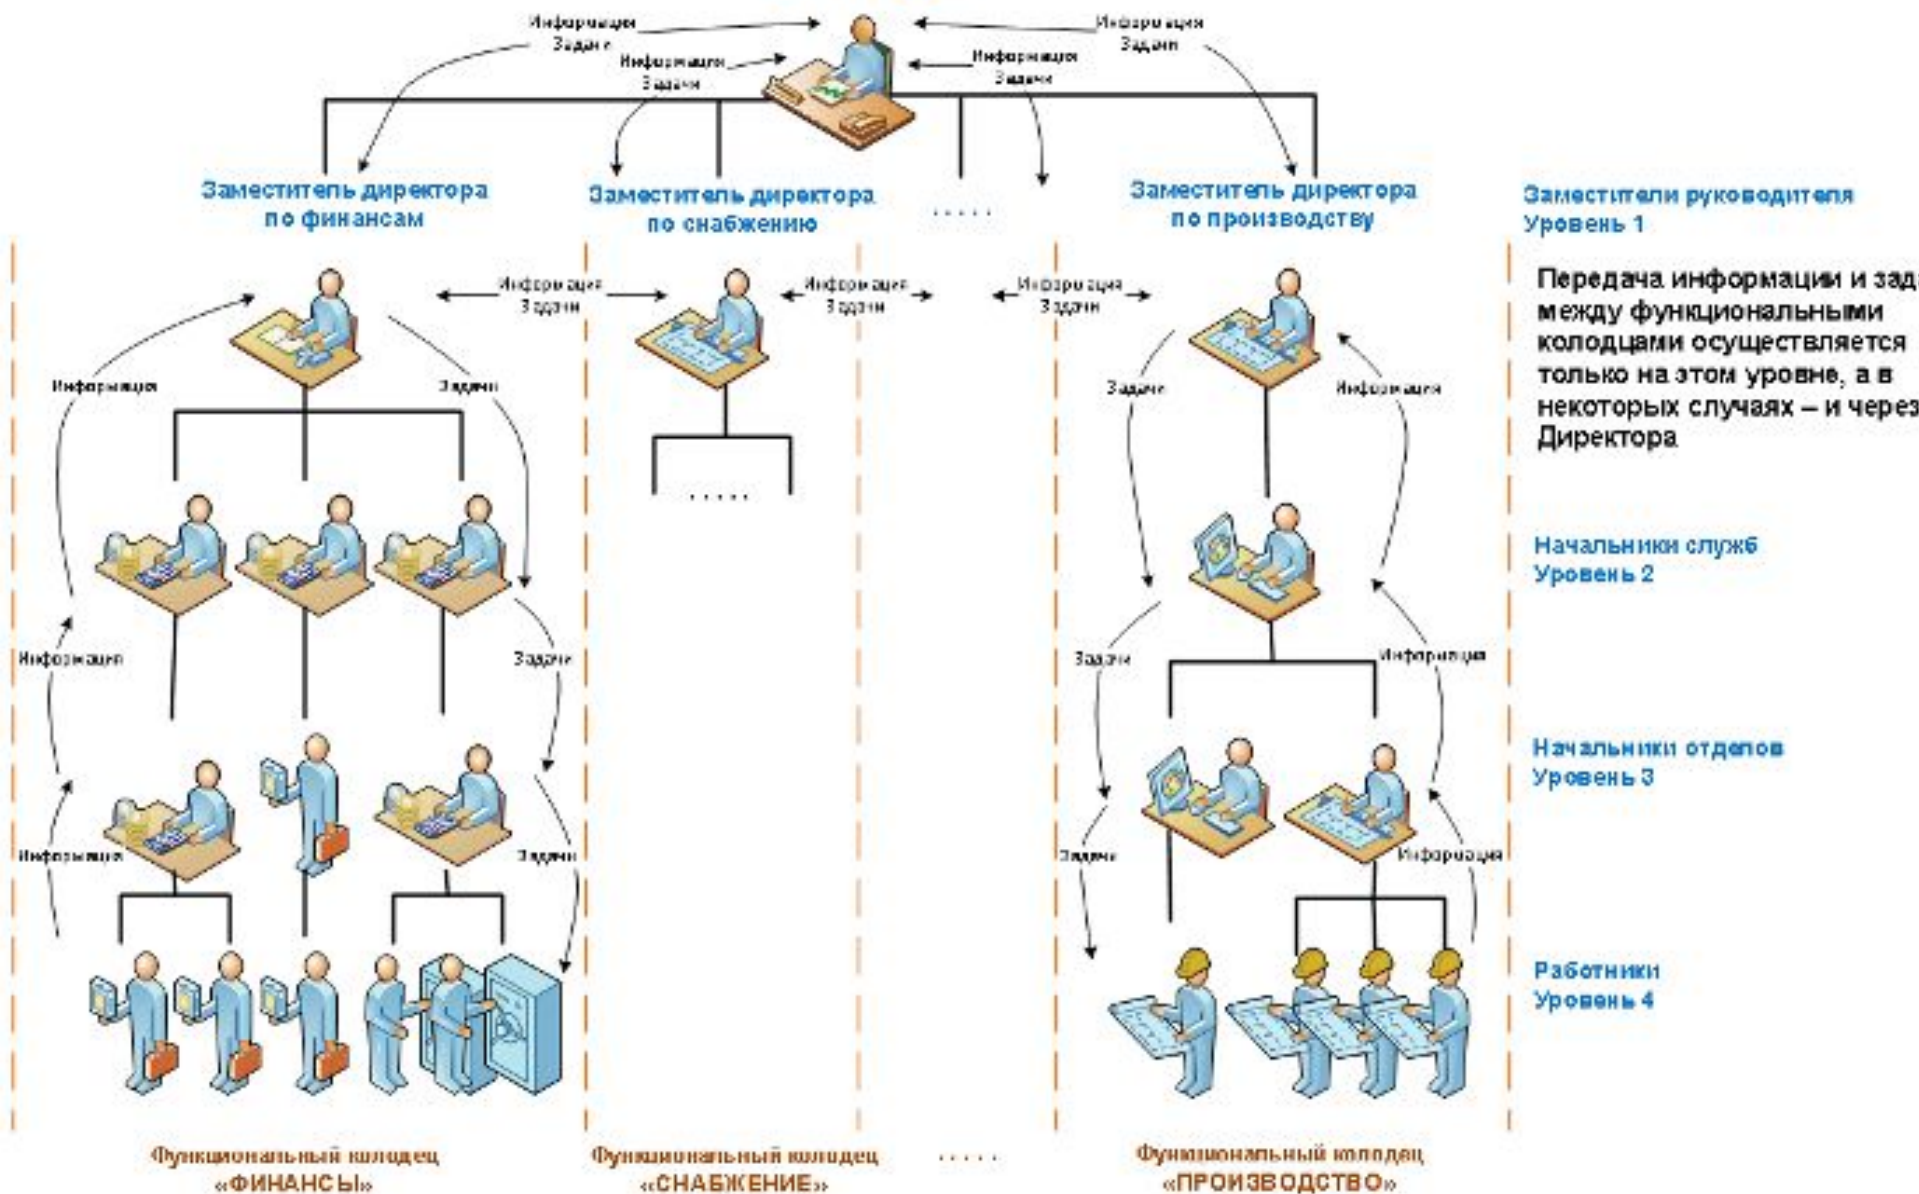 Информация
Задачи
Информация
Задачи
Информация
Задачи
Информация
Задачи
Заместитель директора
по финансам
Заместитель директора
по снабжению
.....
Заместитель директора
по производству
Заместители руководителя
Уровень 1
Информация
Задачи
Информация
Задачи
Информация
Задачи
Передача информации и зад
между функциональными
колодцами осуществляется
только на этом уровне, а в
некоторых случаях – и через
Директора
Информация
Задачи
Задачи
Информация
.....
Начальники служб
Уровень 2
Информация
Задачи
Задачи
Информация
Начальники отделов
Уровень 3
Информация
Задачи
Задачи
Информация
Работники
Уровень 4
Функциональный колодец
«ФИНАНСЫ»
Функциональный колодец
«СНАБЖЕНИЕ»
.....
Функциональный колодец
«ПРОИЗВОДСТВО»